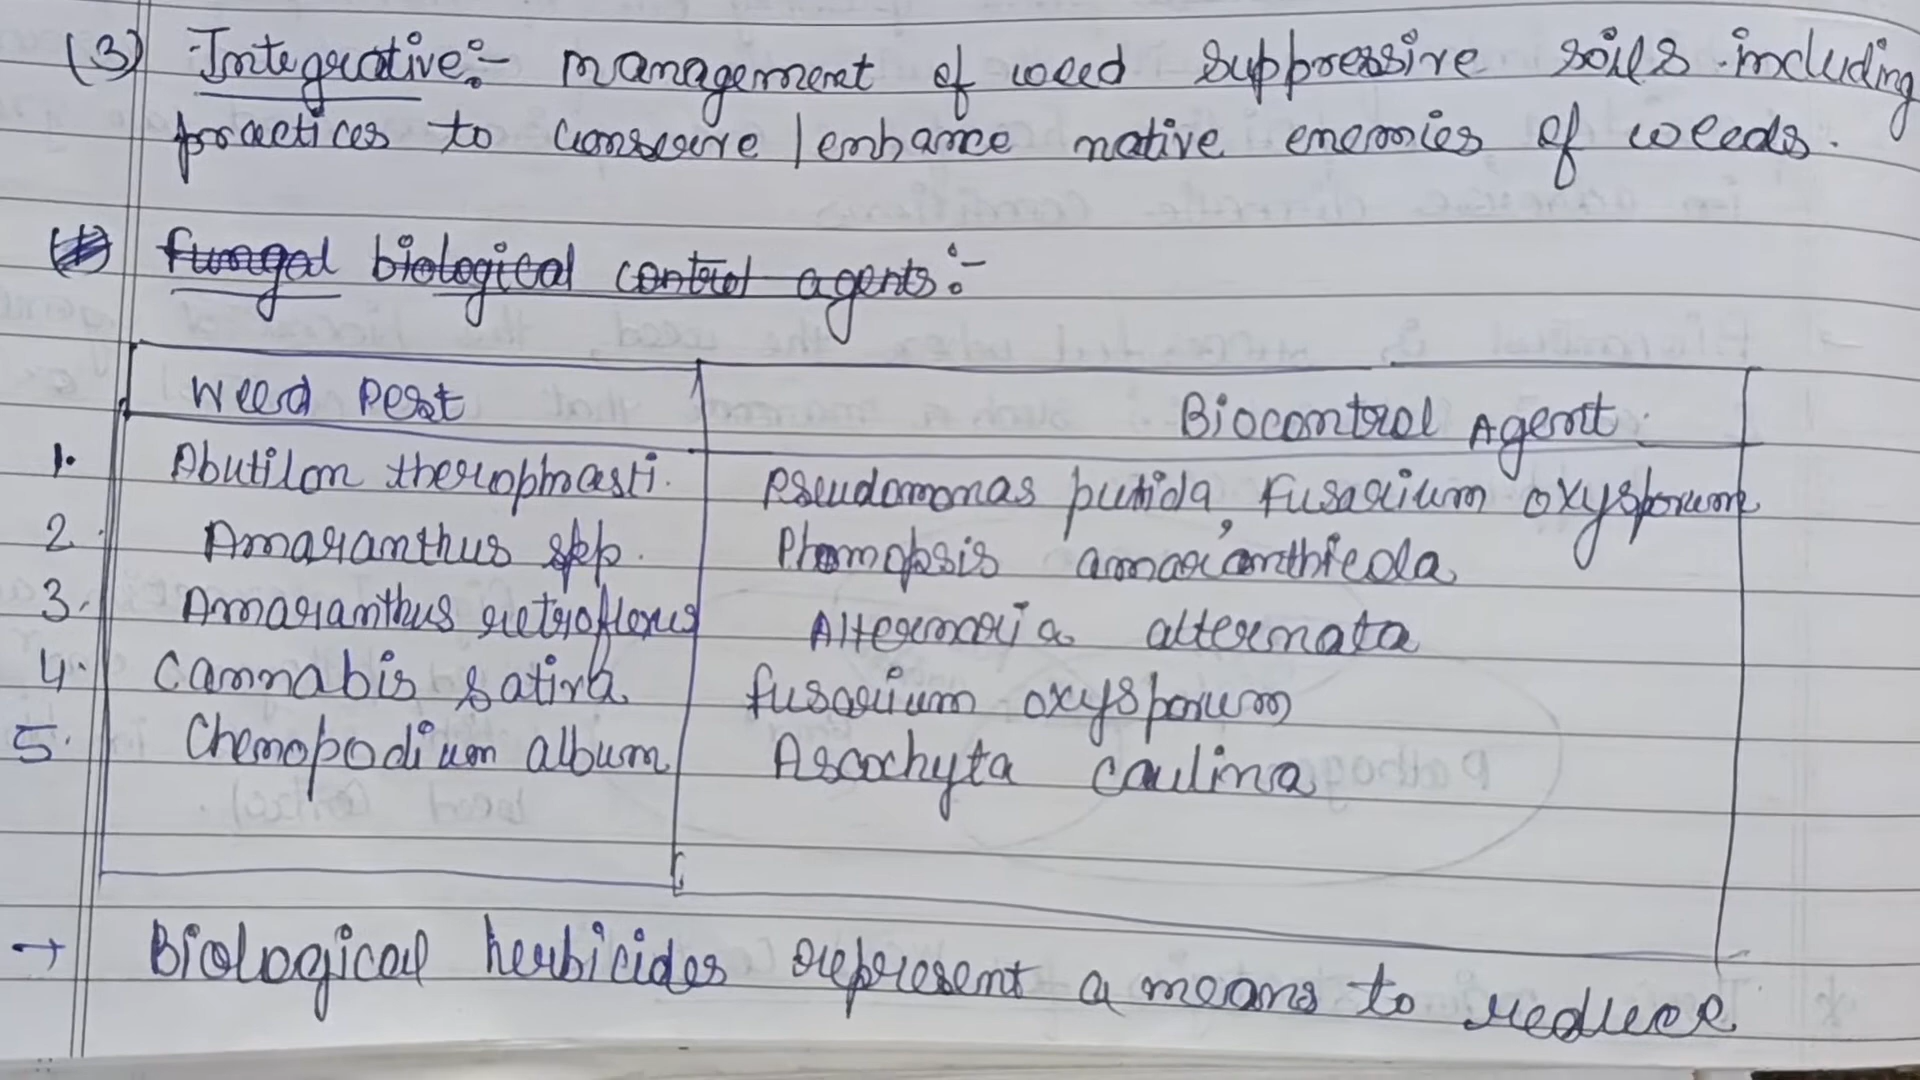 (3) Integrative:- management of weed suppressive soils including
practices to conserve / enhance native enemies of weeds.
fungal biological control agents:-
Weed Pest Biocontrol Agent
1. Abutilon theriophrasti. Pseudomonas putida, Fusarium oxysporum
2. Amaranthus spp. Phomopsis amaranthicola
3. Amaranthus retroflexus Alternaria alternata
4. Cannabis sativa fusarium oxysporum
5. Chenopodium album Ascochyta caulina
→ Biological herbicides represent a means to reduce